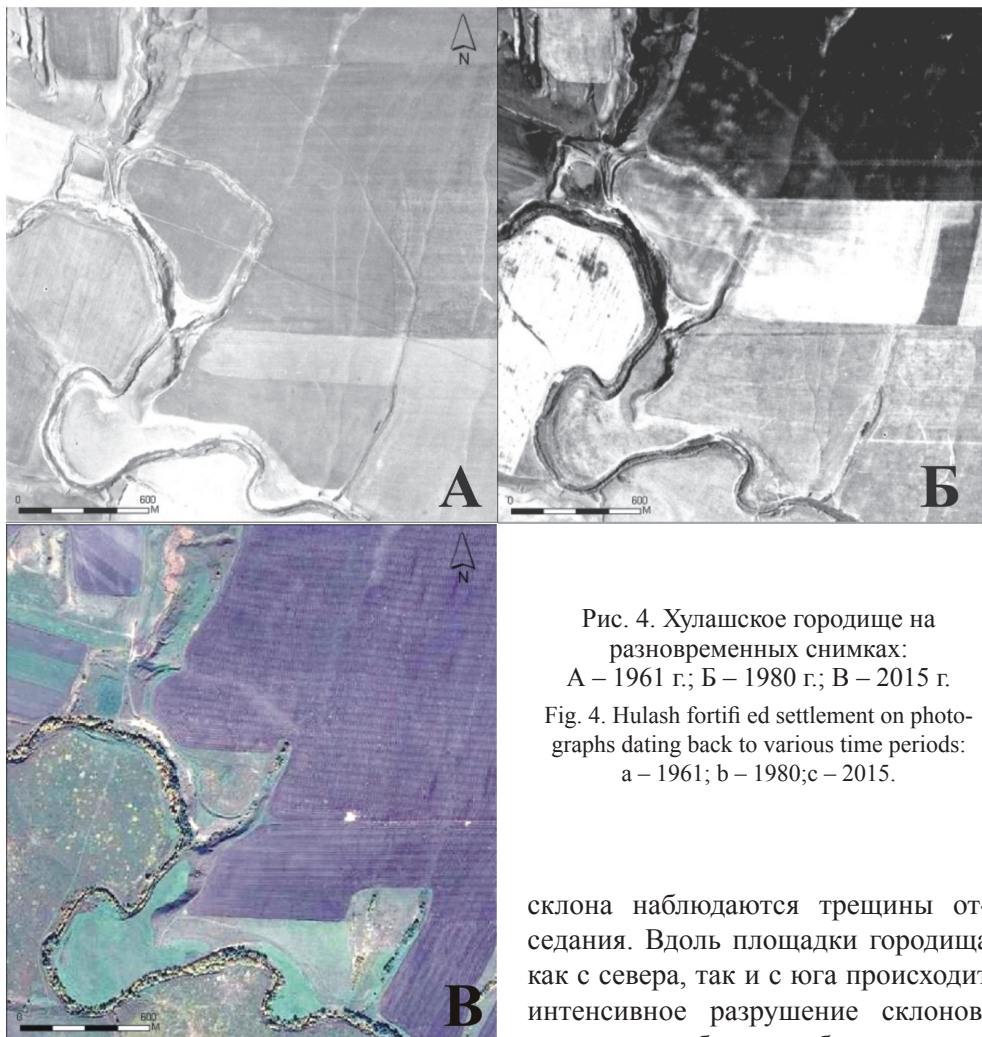 N
А
0 600
М
Б
0 600
М
N
В
0 600
М
Рис. 4. Хулашское городище на
разновременных снимках:
А – 1961 г.; Б – 1980 г.; В – 2015 г.
Fig. 4. Hulash fortifi ed settlement on photo-
graphs dating back to various time periods:
a – 1961; b – 1980;c – 2015.
склона наблюдаются трещины от-
седания. Вдоль площадки городища
как с севера, так и с юга происходит
интенсивное разрушение склонов,